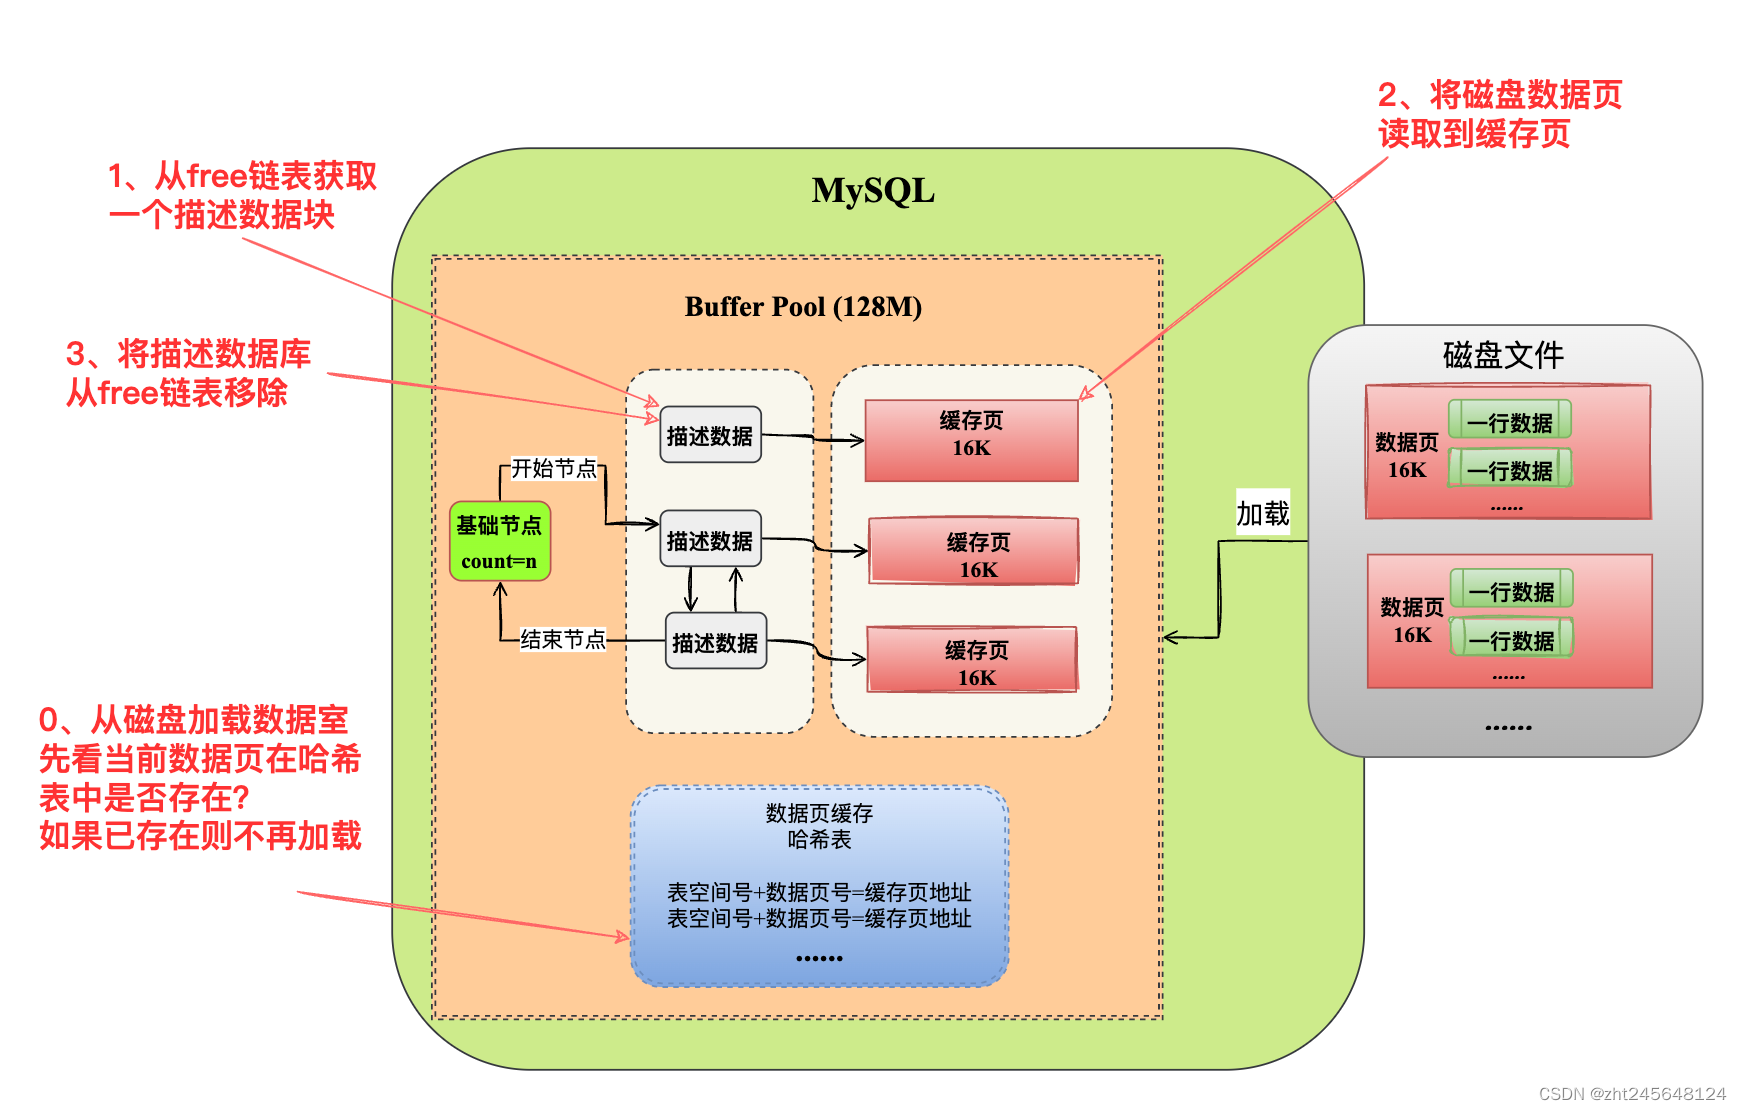 2、将磁盘数据页
读取到缓存页
1、从free链表获取
一个描述数据块
MySQL
Buffer Pool (128M)
3、将描述数据库
从free链表移除
磁盘文件
描述数据
缓存页
16K
数据页
16K
一行数据
一行数据
......
开始节点
基础节点
count=n
描述数据
缓存页
16K
加载
结束节点
描述数据
缓存页
16K
数据页
16K
一行数据
一行数据
......
......
0、从磁盘加载数据室
先看当前数据页在哈希
表中是否存在?
如果已存在则不再加载
数据页缓存
哈希表
表空间号+数据页号=缓存页地址
表空间号+数据页号=缓存页地址
......
CSDN @zht245648124